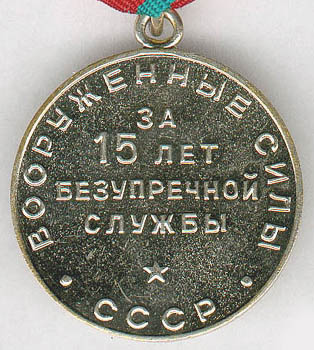 ВООРУЖЕННЫЕ СИЛЫ
ЗА
15 ЛЕТ
БЕЗУПРЕЧНОЙ
СЛУЖБЫ
• СССР •